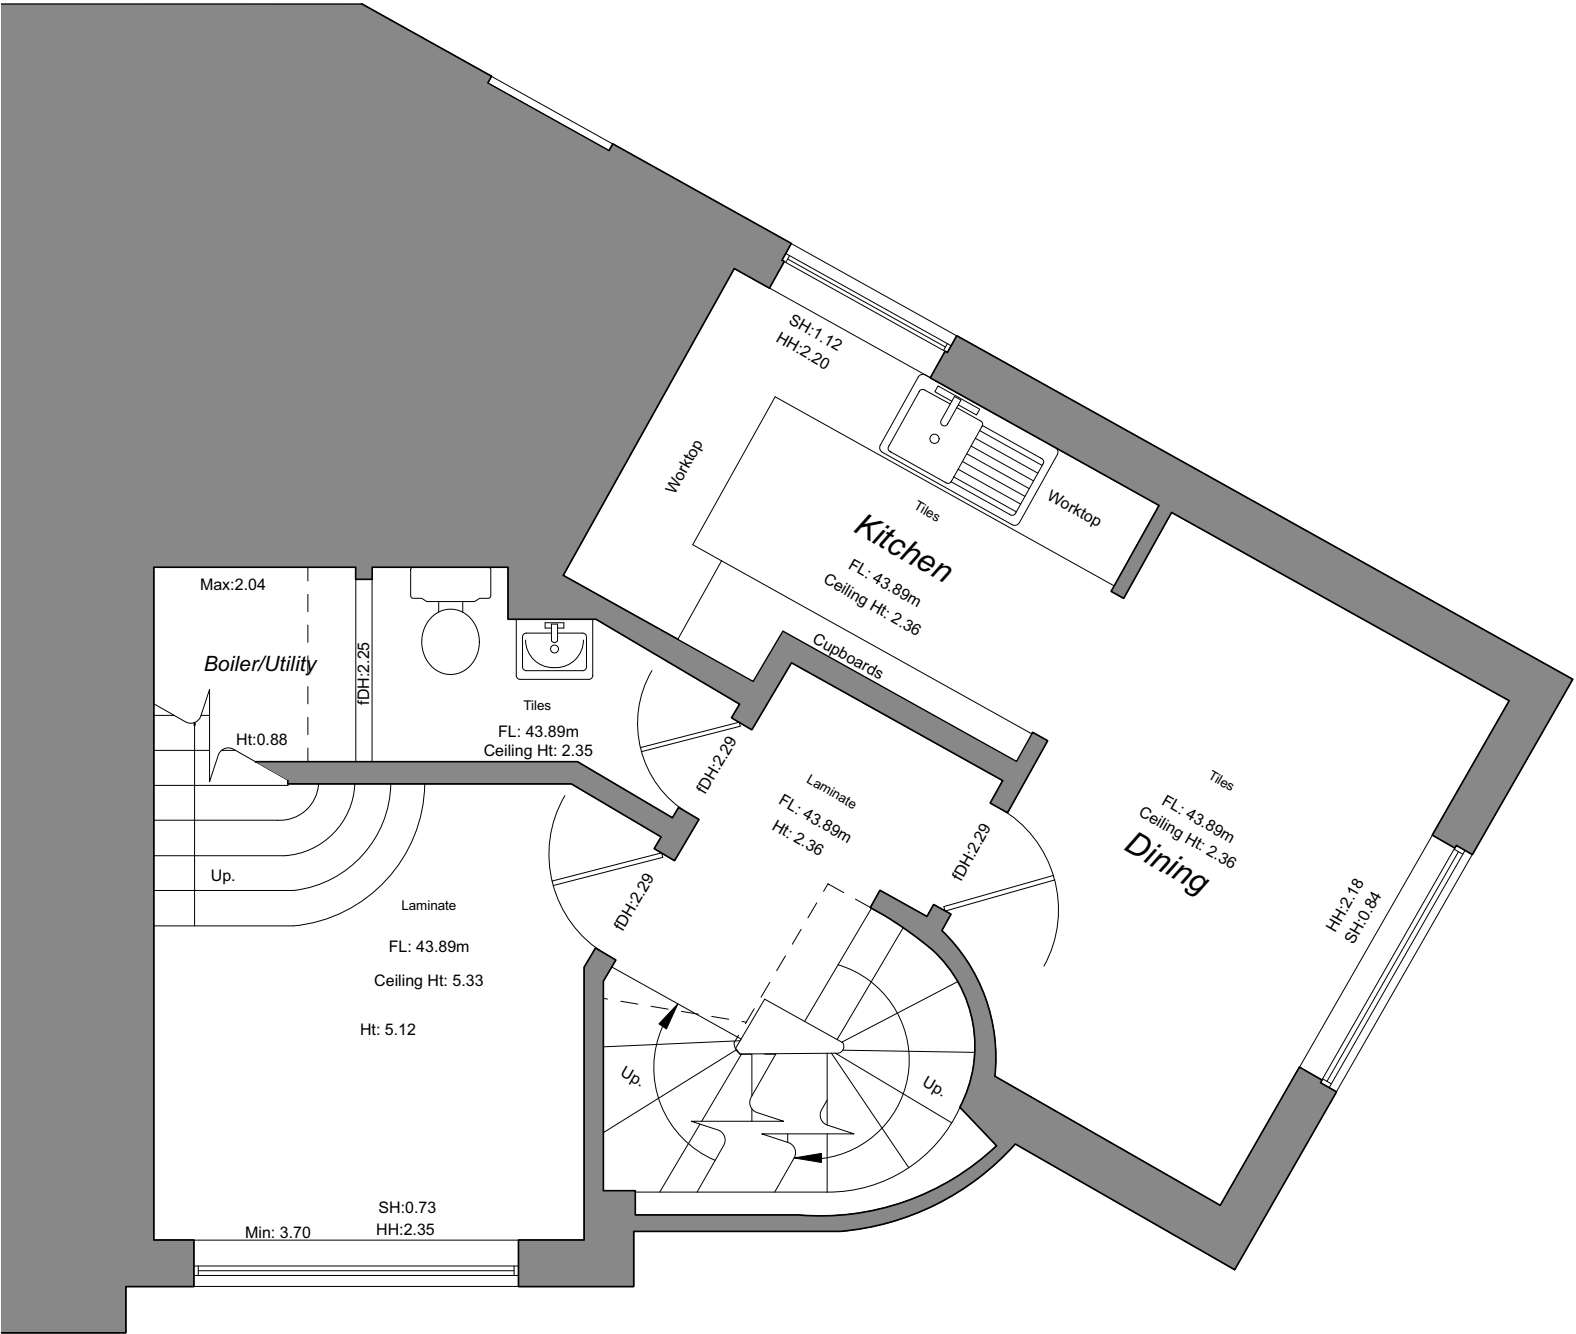 SH:1.12
HH:2.20
Worktop
Worktop
Tiles
Kitchen
FL: 43.89m
Ceiling Ht: 2.36
Cupboards
Max:2.04
Boiler/Utility
fDH:2.25
Ht:0.88
Tiles
FL: 43.89m
Ceiling Ht: 2.35
fDH:2.29
Laminate
FL: 43.89m
Ht: 2.36
fDH:2.29
Tiles
FL: 43.89m
Ceiling Ht: 2.36
Dining
HH:2.18
SH:0.84
Up.
Laminate
FL: 43.89m
Ceiling Ht: 5.33
Ht: 5.12
fDH:2.29
Up.
Up.
SH:0.73
HH:2.35
Min: 3.70